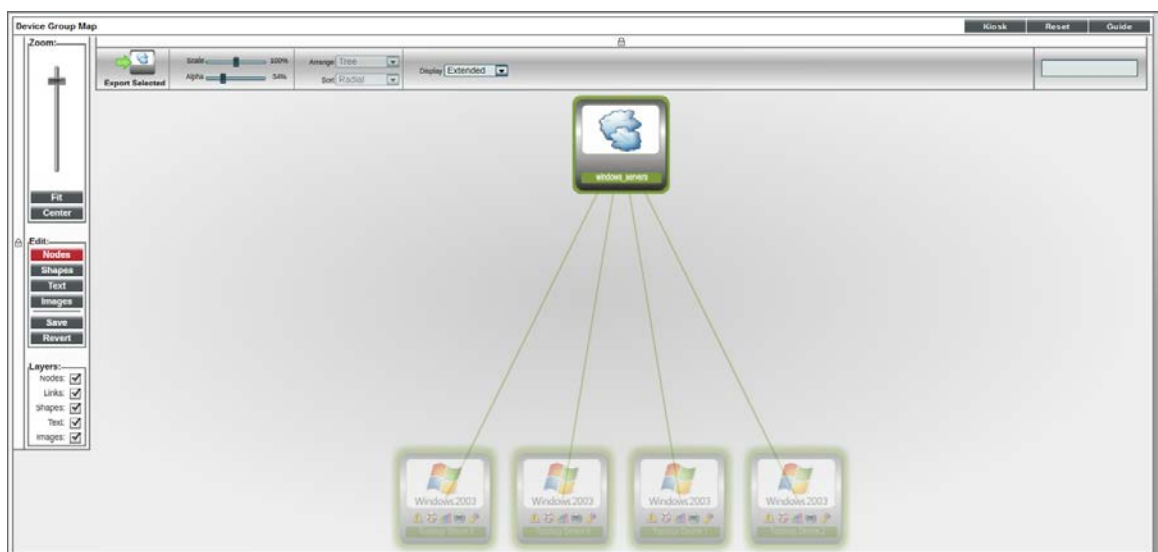 Device Group Map
Kiosk Reset Guide
Zoom:
Export Selected
Scale 100%
Alpha 54%
Arrange Tree
Sort Radial
Display Extended
windows_servers
Fit
Center
Edit:
Nodes
Shapes
Text
Images
Save
Revert
Layers:
Nodes:
Links:
Shapes:
Text:
Images:
Windows2003
Windows2003
Windows2003
Windows2003